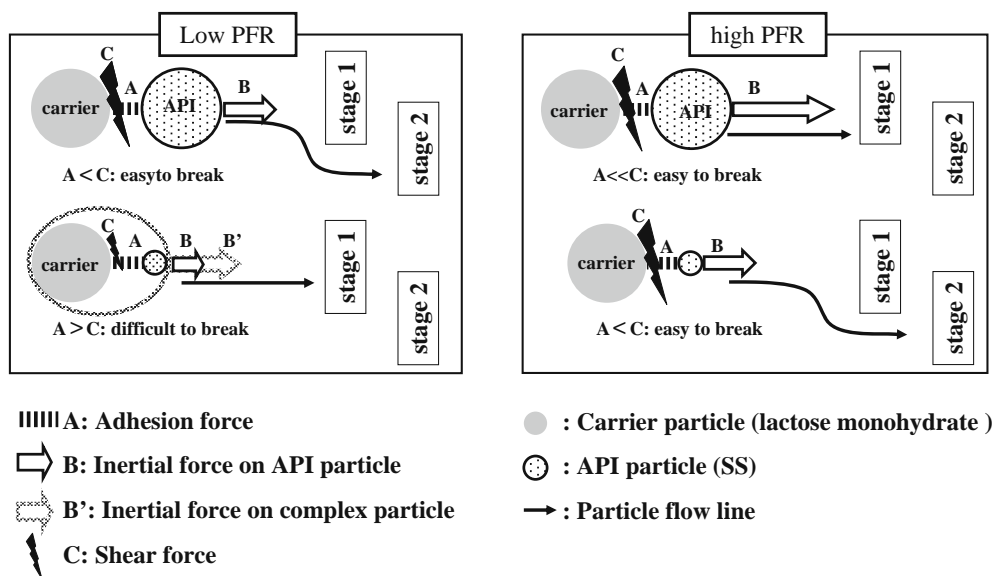 Low PFR
C
A
B
carrier
API
stage 1
stage 2
A < C: easyto break
C
A
B
B'
carrier
stage 1
stage 2
A > C: difficult to break
high PFR
C
A
B
carrier
API
stage 1
stage 2
A<<C: easy to break
C
A
B
carrier
stage 1
stage 2
A < C: easy to break
A: Adhesion force
B: Inertial force on API particle
B’: Inertial force on complex particle
C: Shear force
: Carrier particle (lactose monohydrate )
: API particle (SS)
: Particle flow line